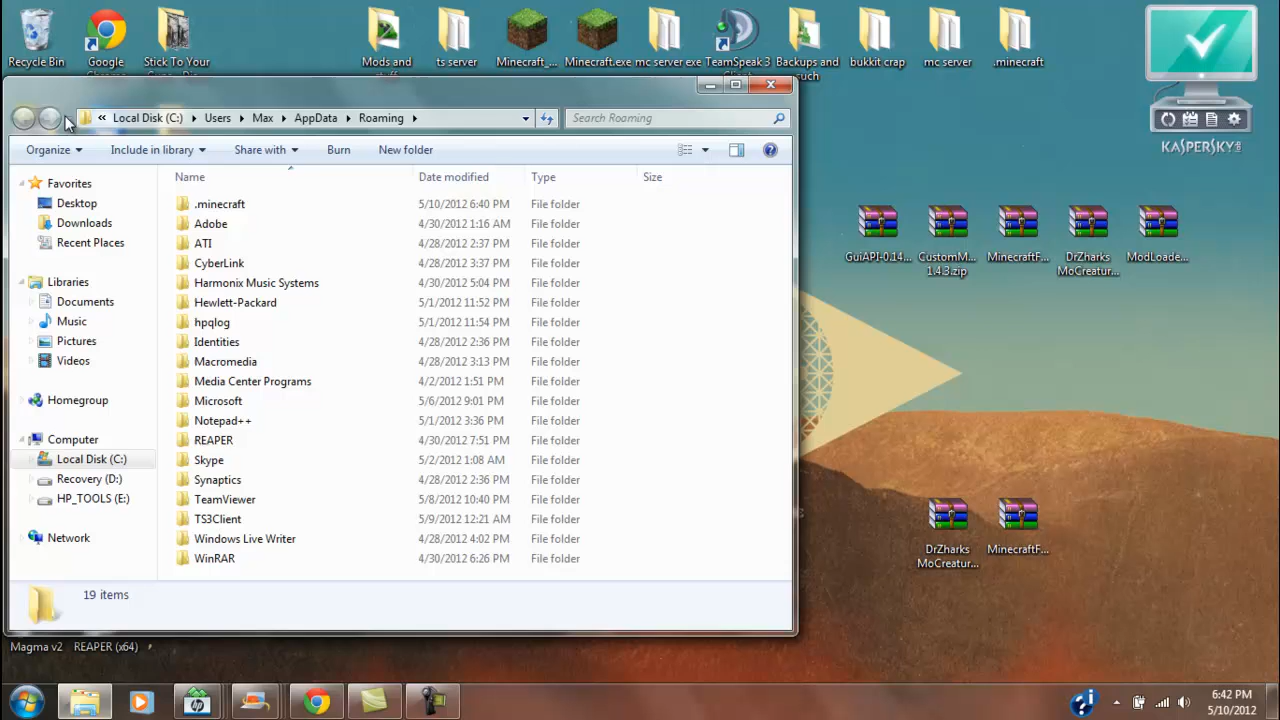 Recycle Bin
Google
Stick To Your
Mods and
stuff
ts server
Minecraft_...
Minecraft.exe
mc server exe
TeamSpeak 3
Backups and
such
bukkit crap
mc server
.minecraft
KASPERSKY
Local Disk (C:)
Users
Max
AppData
Roaming
Search Roaming
Organize
Include in library
Share with
Burn
New folder
Name
Date modified
Type
Size
Favorites
Desktop
Downloads
Recent Places
Libraries
Documents
Music
Pictures
Videos
Homegroup
Computer
Local Disk (C:)
Recovery (D:)
HP_TOOLS (E:)
Network
.minecraft 5/10/2012 6:40 PM File folder
Adobe 4/30/2012 1:16 AM File folder
ATI 4/28/2012 2:37 PM File folder
CyberLink 4/28/2012 3:37 PM File folder
Harmonix Music Systems 4/30/2012 5:04 PM File folder
Hewlett-Packard 5/1/2012 11:52 PM File folder
hpqlog 5/1/2012 11:54 PM File folder
Identities 4/28/2012 2:36 PM File folder
Macromedia 4/28/2012 3:13 PM File folder
Media Center Programs 4/2/2012 1:51 PM File folder
Microsoft 5/6/2012 9:01 PM File folder
Notepad++ 5/1/2012 3:36 PM File folder
REAPER 4/30/2012 7:51 PM File folder
Skype 5/2/2012 1:08 AM File folder
Synaptics 4/28/2012 2:36 PM File folder
TeamViewer 5/8/2012 10:40 PM File folder
TS3Client 5/9/2012 12:21 AM File folder
Windows Live Writer 4/28/2012 4:02 PM File folder
WinRAR 4/30/2012 6:26 PM File folder
19 items
GuiAPI-0.14...
CustomM...
1.4.3.zip
MinecraftF...
DrZharks
MoCreatur...
ModLoade...
DrZharks
MoCreatur...
MinecraftF...
Magma v2
REAPER (x64)
6:42 PM
5/10/2012